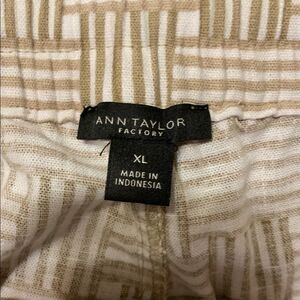 ANN TAYLOR
FACTORY
XL
MADE IN
INDONESIA